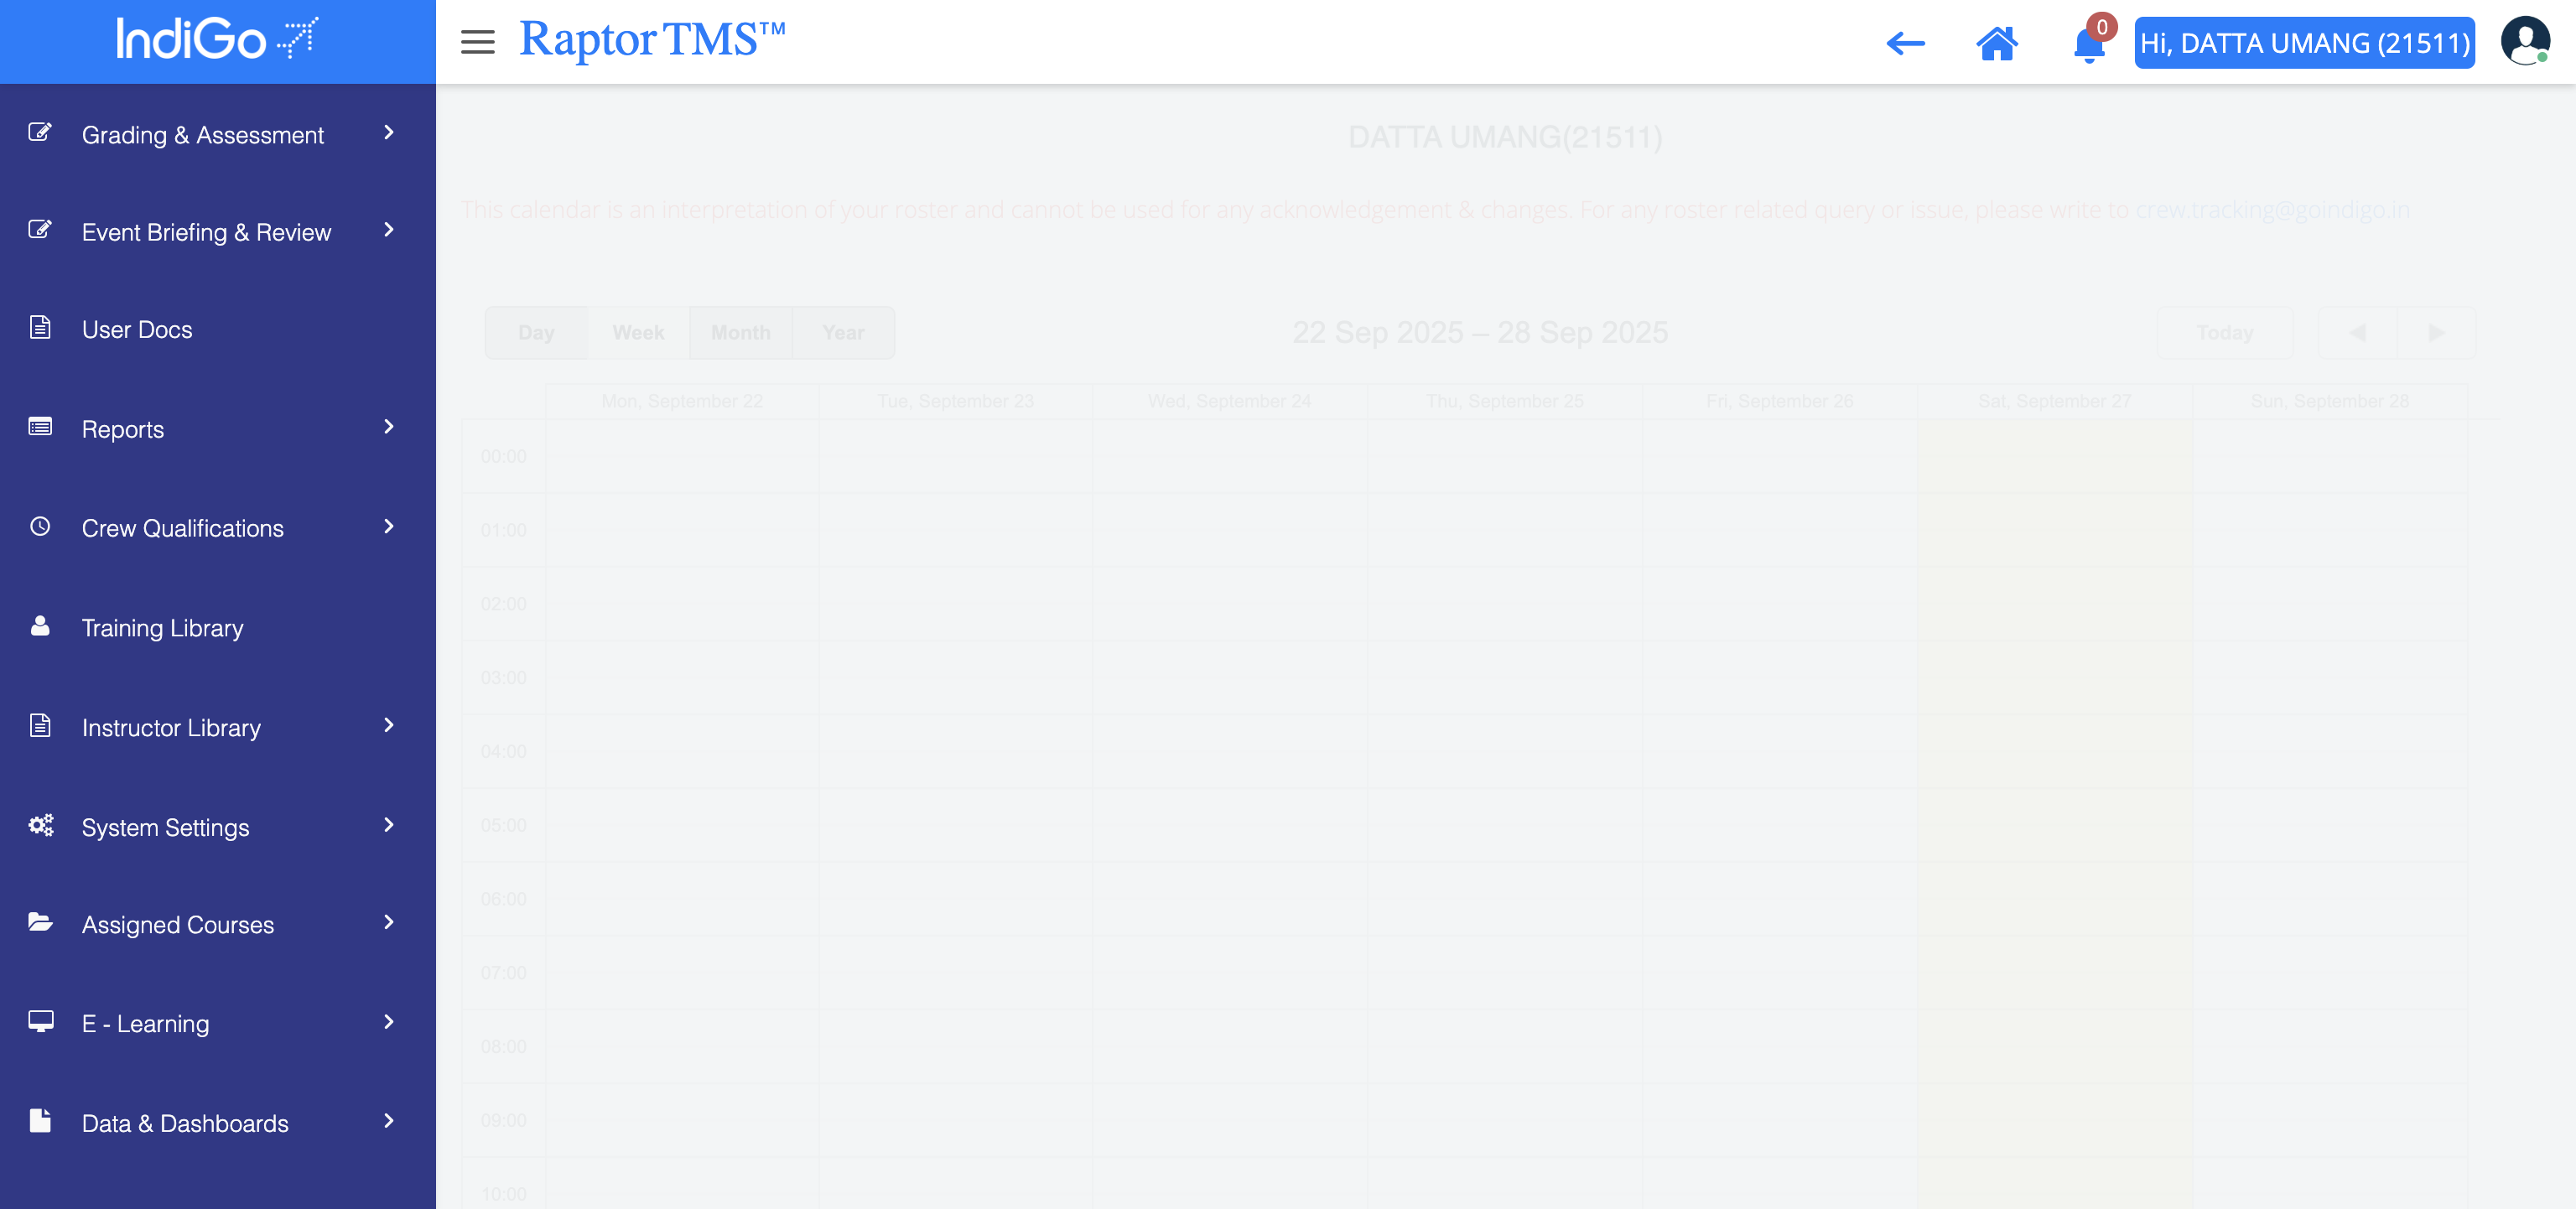 IndiGo
Raptor TMS™
0
Hi, DATTA UMANG (21511)
Grading & Assessment
Event Briefing & Review
User Docs
Reports
Crew Qualifications
Training Library
Instructor Library
System Settings
Assigned Courses
E - Learning
Data & Dashboards
DATTA UMANG(21511)
This calendar is an interpretation of your roster and cannot be used for any acknowledgement & changes. For any roster related query or issue, please write to crew.tracking@goindigo.in
Day Week Month Year
22 Sep 2025 – 28 Sep 2025
Today
Mon, September 22 Tue, September 23 Wed, September 24 Thu, September 25 Fri, September 26 Sat, September 27 Sun, September 28
00:00
01:00
02:00
03:00
04:00
05:00
06:00
07:00
08:00
09:00
10:00